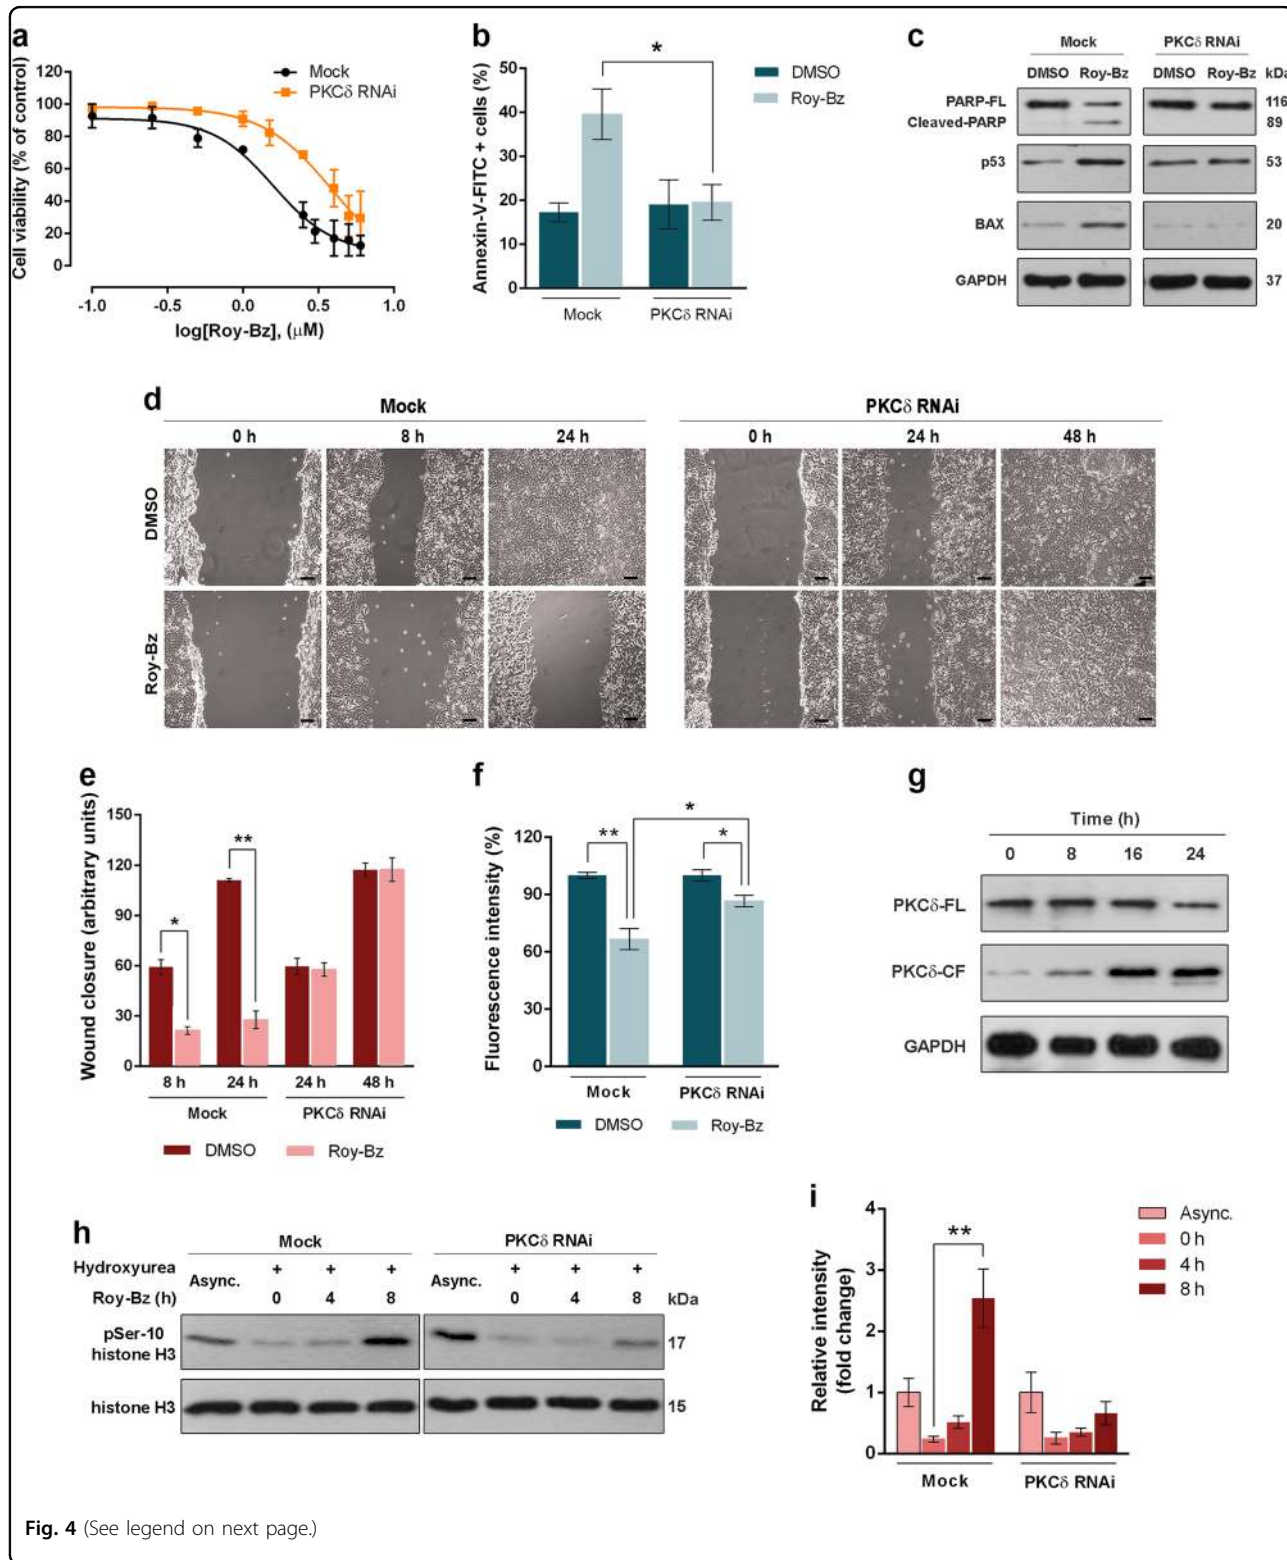 a
Mock
PKCδ RNAi
Cell viability (% of control)
120
100
80
60
40
20
0
-1.0 -0.5 0.0 0.5 1.0
log[Roy-Bz], (μM)
b
*
DMSO
Roy-Bz
Annexin-V-FITC + cells (%)
50
40
30
20
10
0
Mock PKCδ RNAi
c
Mock PKCδ RNAi
DMSO Roy-Bz DMSO Roy-Bz kDa
PARP-FL 116
Cleaved-PARP 89
p53 53
BAX 20
GAPDH 37
d
Mock PKCδ RNAi
0 h 8 h 24 h 0 h 24 h 48 h
DMSO
Roy-Bz
e
Wound closure (arbitrary units)
150
120
90
60
30
0
* **
8 h 24 h 24 h 48 h
Mock PKCδ RNAi
DMSO Roy-Bz
f
Fluorescence intensity (%)
120
90
60
30
0
*
** *
Mock PKCδ RNAi
DMSO Roy-Bz
g
Time (h)
0 8 16 24
PKCδ-FL
PKCδ-CF
GAPDH
h
Mock PKCδ RNAi
Hydroxyurea Async. + + + Async. + + +
Roy-Bz (h) 0 4 8 0 4 8 kDa
pSer-10
histone H3 17
histone H3 15
i
Relative intensity
(fold change)
4
3
2
1
0
**
Async.
0 h
4 h
8 h
Mock PKCδ RNAi
Fig. 4 (See legend on next page.)